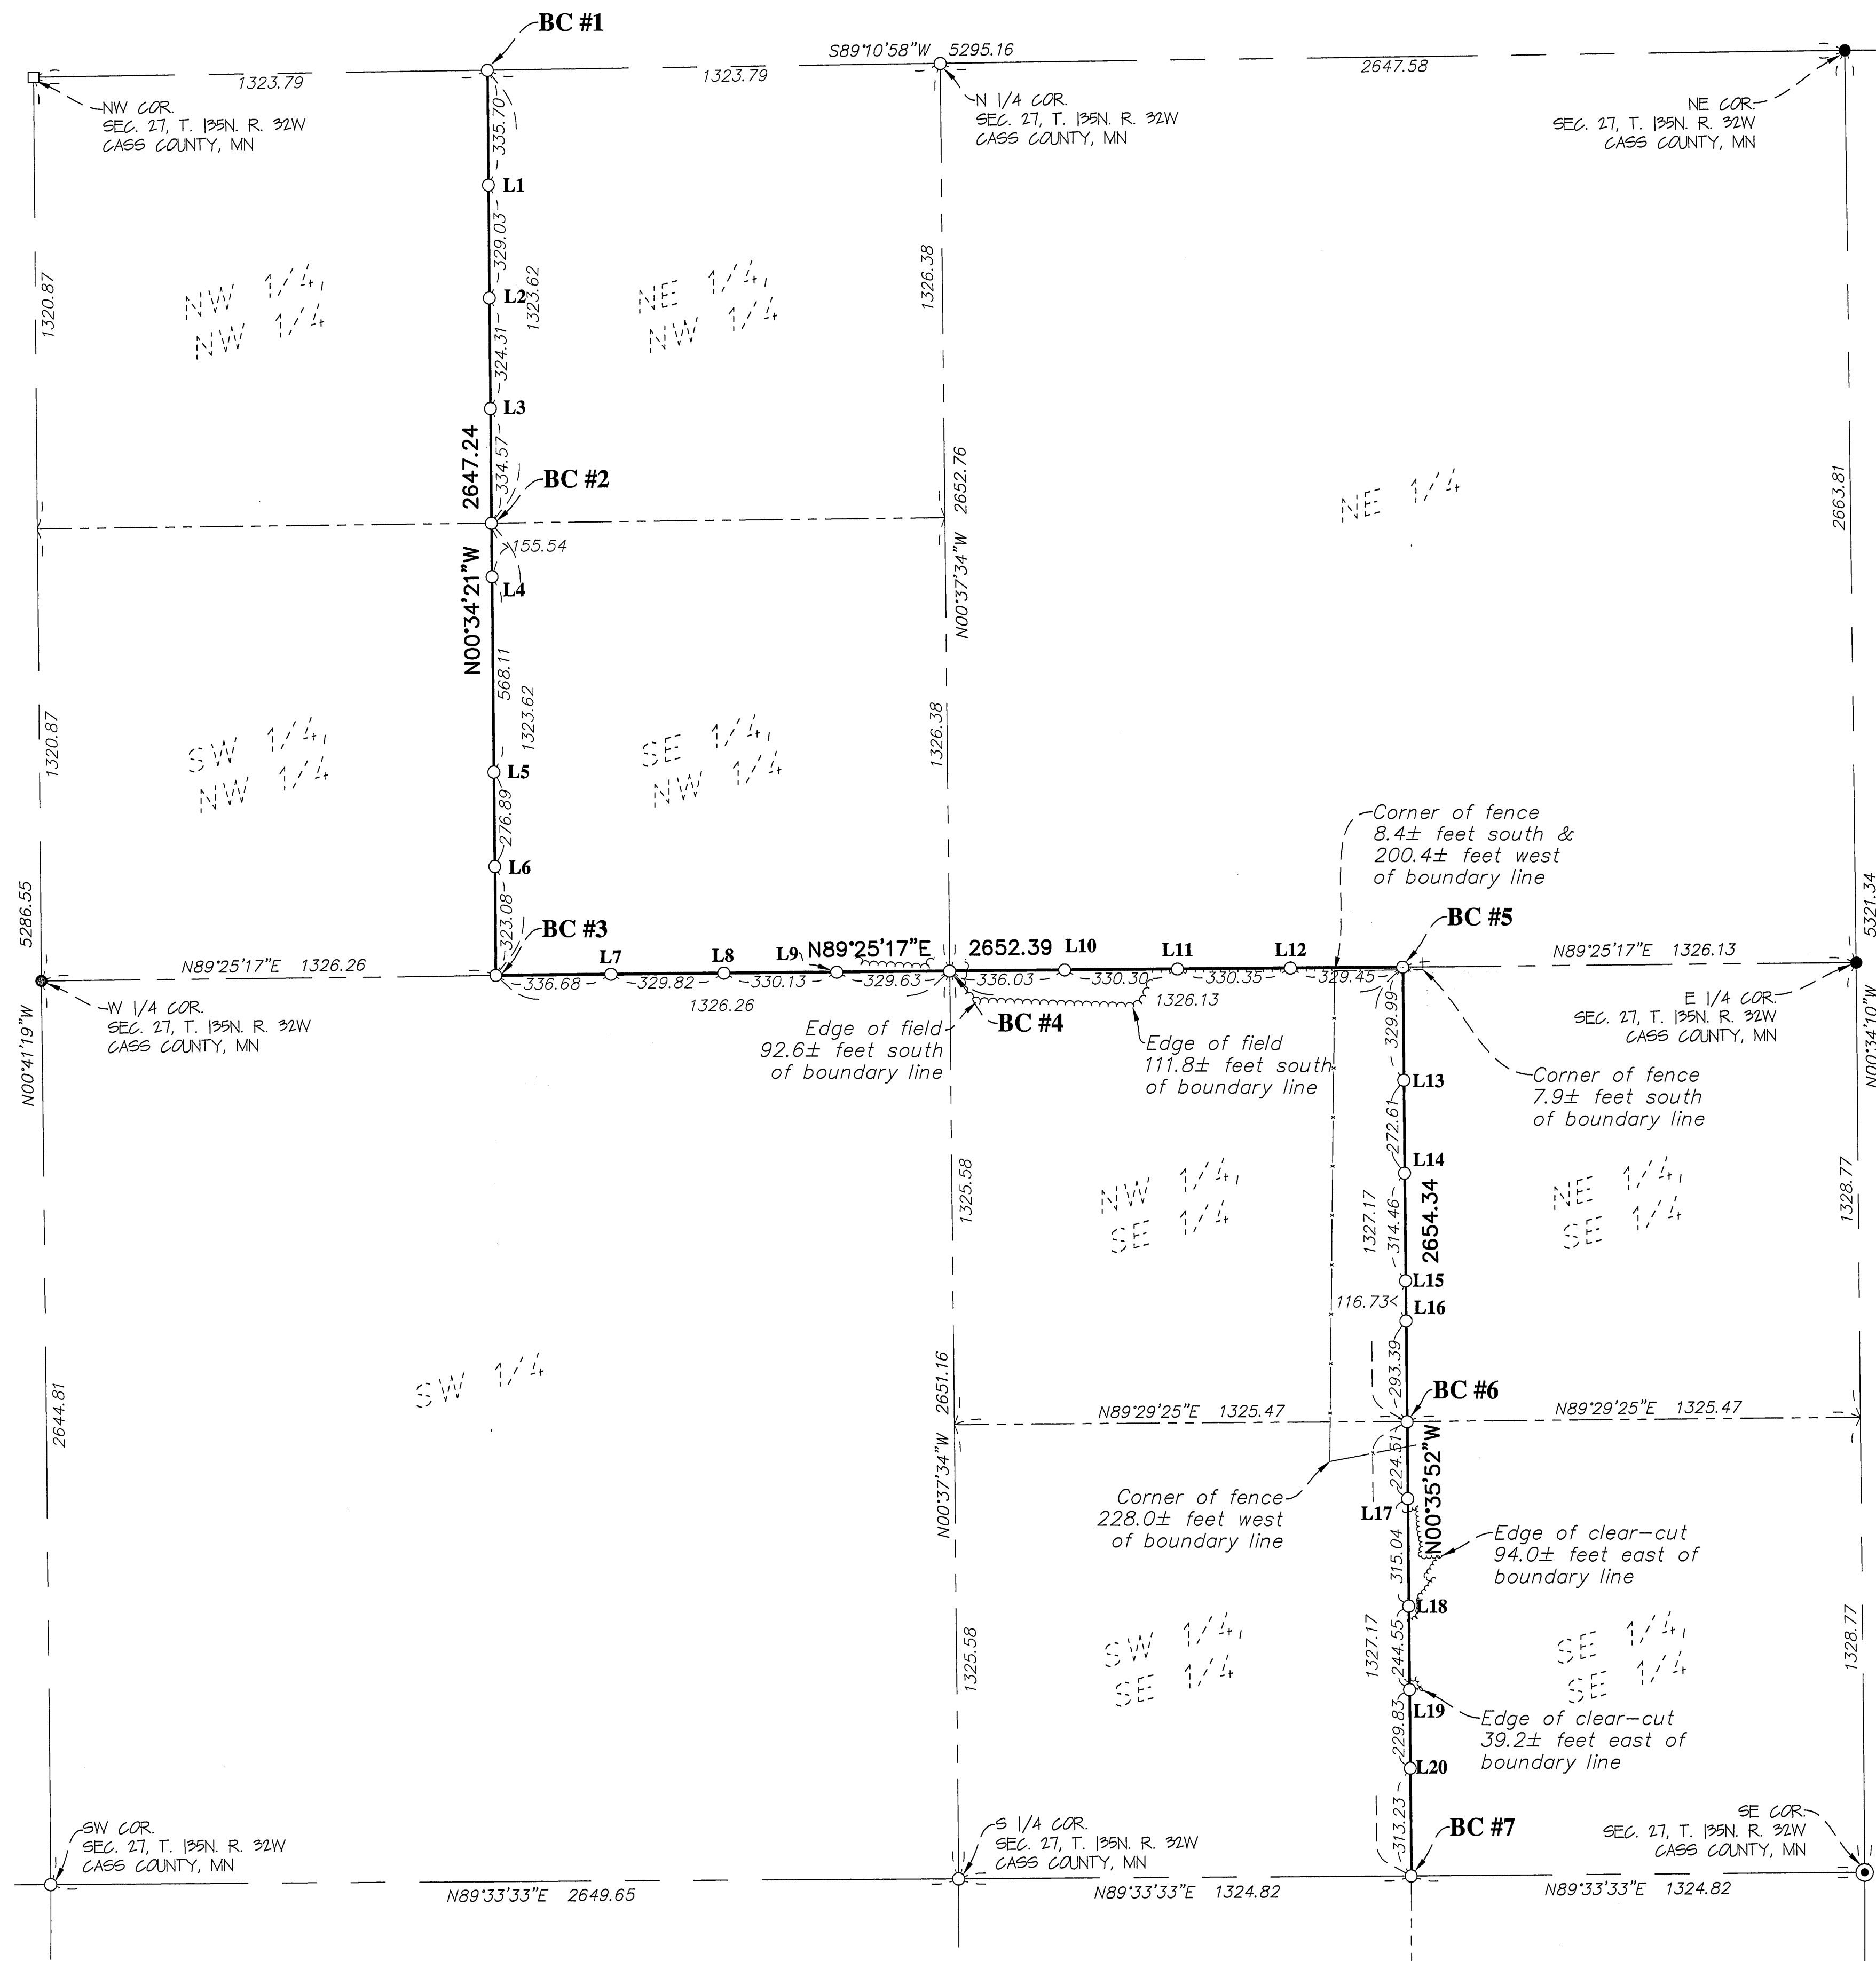 BC #1
S89°10'58"W 5295.16
1323.79
1323.79
2647.58
NW COR.
SEC. 27, T. 135N. R. 32W
CASS COUNTY, MN
N 1/4 COR.
SEC. 27, T. 135N. R. 32W
CASS COUNTY, MN
NE COR.
SEC. 27, T. 135N. R. 32W
CASS COUNTY, MN
335.70
L1
329.03
1320.87
NW 1/4,
NW 1/4
L2
1323.62
NE 1/4,
NW 1/4
1326.38
324.31
L3
2647.24
334.57
BC #2
2652.76
NE 1/4
2663.81
155.54
L4
N00°34'21"W
N00°37'34"W
568.11
1323.62
1320.87
SW 1/4,
NW 1/4
SE 1/4,
NW 1/4
1326.38
L5
276.89
L6
Corner of fence
8.4± feet south &
200.4± feet west
of boundary line
5286.55
323.08
BC #3
BC #5
5321.34
N89°25'17"E 1326.26
L7
L8
L9
N89°25'17"E 2652.39
L10
L11
L12
N89°25'17"E 1326.13
336.68
329.82
330.13
329.63
336.03
330.30
330.35
329.45
1326.26
1326.13
W 1/4 COR.
SEC. 27, T. 135N. R. 32W
CASS COUNTY, MN
N00°41'19"W
BC #4
Edge of field
92.6± feet south
of boundary line
Edge of field
111.8± feet south
of boundary line
329.99
E 1/4 COR.
SEC. 27, T. 135N. R. 32W
CASS COUNTY, MN
N00°34'10"W
L13
Corner of fence
7.9± feet south
of boundary line
272.61
L14
1325.58
NW 1/4,
SE 1/4
1327.17
314.46
2654.34
NE 1/4,
SE 1/4
1328.77
L15
116.73
L16
293.39
2644.81
SW 1/4
2651.16
BC #6
N89°29'25"E 1325.47
N89°29'25"E 1325.47
224.51
N00°35'52"W
N00°37'34"W
Corner of fence
228.0± feet west
of boundary line
L17
315.04
Edge of clear-cut
94.0± feet east of
boundary line
L18
1325.58
SW 1/4,
SE 1/4
1327.17
244.55
SE 1/4,
SE 1/4
1328.77
L19
229.83
Edge of clear-cut
39.2± feet east of
boundary line
L20
313.23
BC #7
SW COR.
SEC. 27, T. 135N. R. 32W
CASS COUNTY, MN
S 1/4 COR.
SEC. 27, T. 135N. R. 32W
CASS COUNTY, MN
SE COR.
SEC. 27, T. 135N. R. 32W
CASS COUNTY, MN
N89°33'33"E 2649.65
N89°33'33"E 1324.82
N89°33'33"E 1324.82